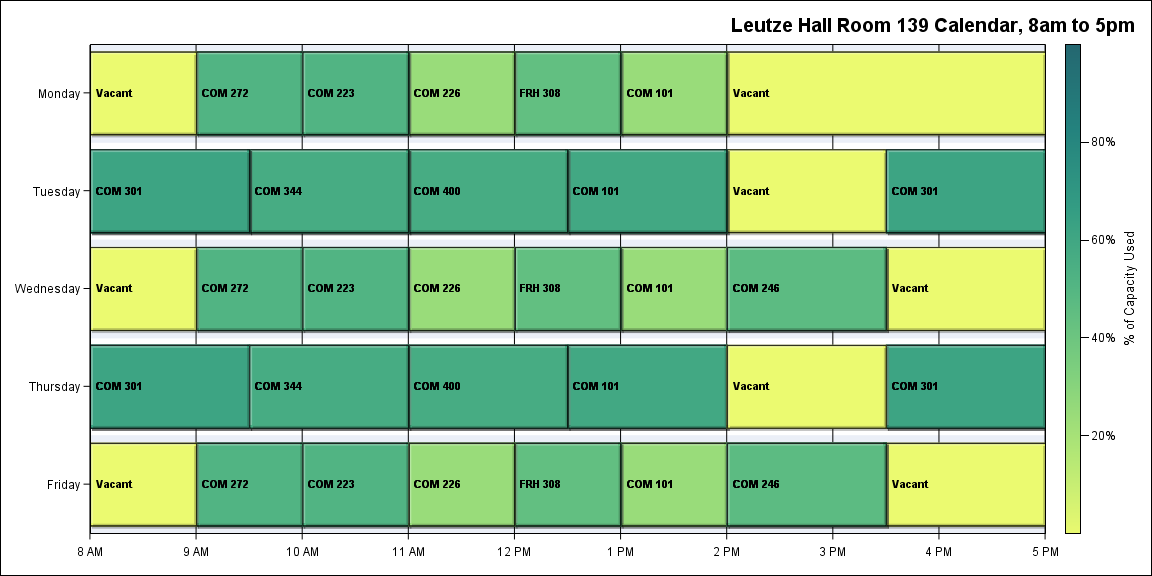 Leutze Hall Room 139 Calendar, 8am to 5pm
Monday
Vacant
COM 272
COM 223
COM 226
FRH 308
COM 101
Vacant
Tuesday
COM 301
COM 344
COM 400
COM 101
Vacant
COM 301
Wednesday
Vacant
COM 272
COM 223
COM 226
FRH 308
COM 101
COM 246
Vacant
Thursday
COM 301
COM 344
COM 400
COM 101
Vacant
COM 301
Friday
Vacant
COM 272
COM 223
COM 226
FRH 308
COM 101
COM 246
Vacant
8 AM
9 AM
10 AM
11 AM
12 PM
1 PM
2 PM
3 PM
4 PM
5 PM
80%
60%
40%
20%
% of Capacity Used